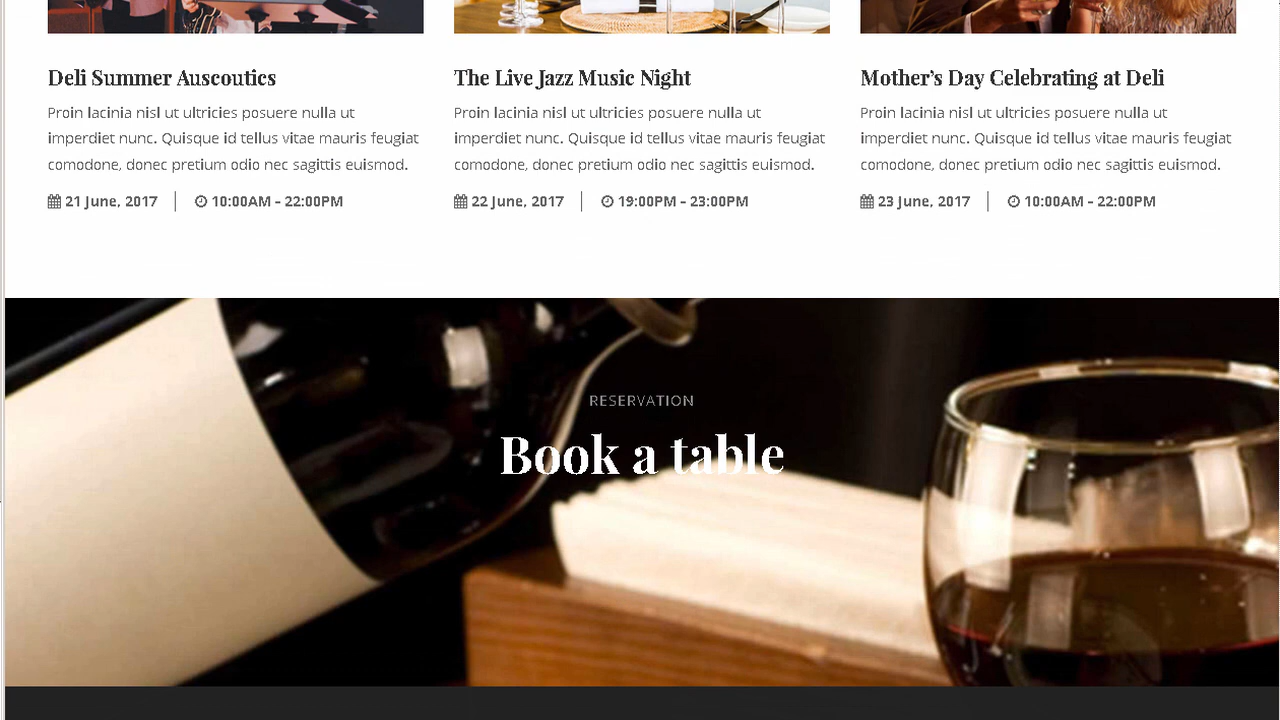 Deli Summer Auscoutics
Proin lacinia nisl ut ultricies posuere nulla ut
imperdiet nunc. Quisque id tellus vitae mauris feugiat
comodone, donec pretium odio nec sagittis euismod.
21 June, 2017 | 10:00AM - 22:00PM
The Live Jazz Music Night
Proin lacinia nisl ut ultricies posuere nulla ut
imperdiet nunc. Quisque id tellus vitae mauris feugiat
comodone, donec pretium odio nec sagittis euismod.
22 June, 2017 | 19:00PM - 23:00PM
Mother’s Day Celebrating at Deli
Proin lacinia nisl ut ultricies posuere nulla ut
imperdiet nunc. Quisque id tellus vitae mauris feugiat
comodone, donec pretium odio nec sagittis euismod.
23 June, 2017 | 10:00AM - 22:00PM
RESERVATION
Book a table